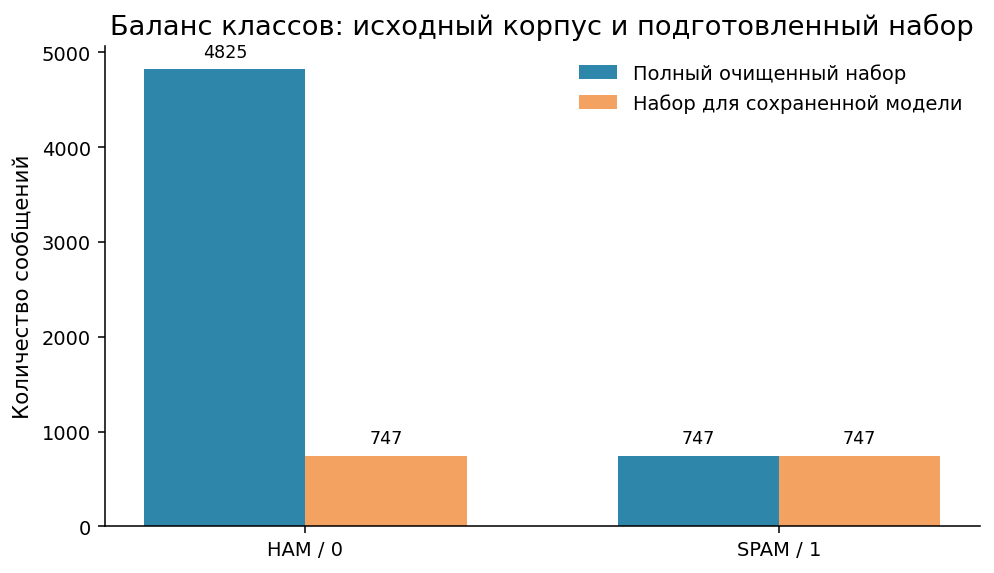 Баланс классов: исходный корпус и подготовленный набор
4825
5000
Полный очищенный набор
Набор для сохраненной модели
4000
3000
2000
1000
0
Количество сообщений
747
747
747
HAM / 0
SPAM / 1